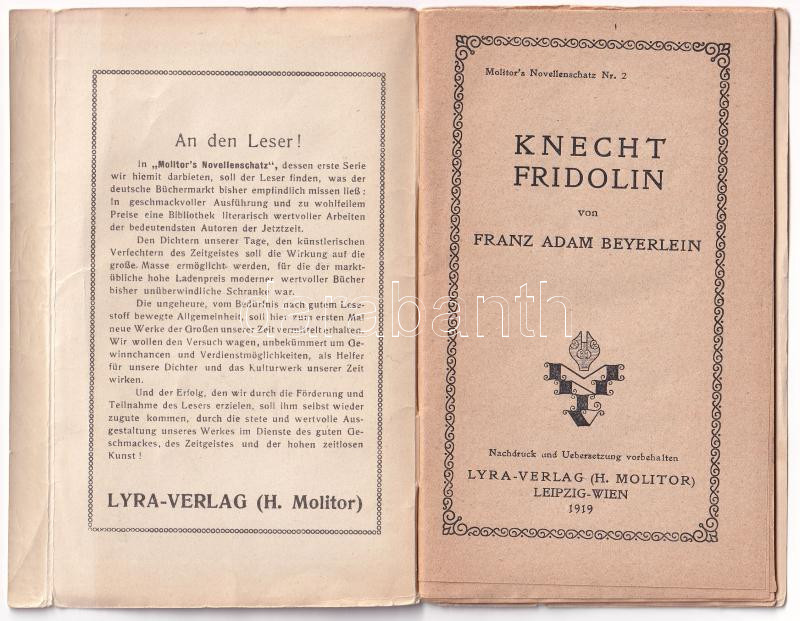 An den Leser!
In „Molitor's Novellenschatz“, dessen erste Serie
wir hiemit darbieten, soll der Leser finden, was der
deutsche Büchermarkt bisher empfindlich missen ließ:
in geschmackvoller Ausführung und zu wohlfeilem
Preise eine Bibliothek literarisch wertvoller Arbeiten
der bedeutendsten Autoren der Jetztzeit.
Den Dichtern unserer Tage, den künstlerischen
Verfechtern des Zeitgeistes soll die Wirkung auf die
große Masse ermöglicht werden, für die der markt-
übliche hohe Ladenpreis moderner wertvoller Bücher
bisher unüberwindliche Schranke war.
Die ungeheure, vom Bedürfnis nach gutem Lese-
stoff bewegte Allgemeinheit, soll hier zum ersten Mal
neue Werke der Großen unserer Zeit vermittelt erhalten.
Wir wollen den Versuch wagen, unbekümmert um Ge-
winnchancen und Verdienstmöglichkeiten, als Helfer
für unsere Dichter und das Kulturwerk unserer Zeit
wirken.
Und der Erfolg, den wir durch die Förderung und
Teilnahme des Lesers erzielen, soll ihm selbst wieder
zugute kommen, durch die stete und wertvolle Aus-
gestaltung unseres Werkes im Dienste des guten Ge-
schmackes, des Zeitgeistes und der hohen zeitlosen
Kunst!
LYRA-VERLAG (H. Molitor)
Molitor's Novellenschatz Nr. 2
KNECHT
FRIDOLIN
von
FRANZ ADAM BEYERLEIN
Nachdruck und Uebersetzung vorbehalten
LYRA-VERLAG (H. MOLITOR)
LEIPZIG-WIEN
1919
darabanth